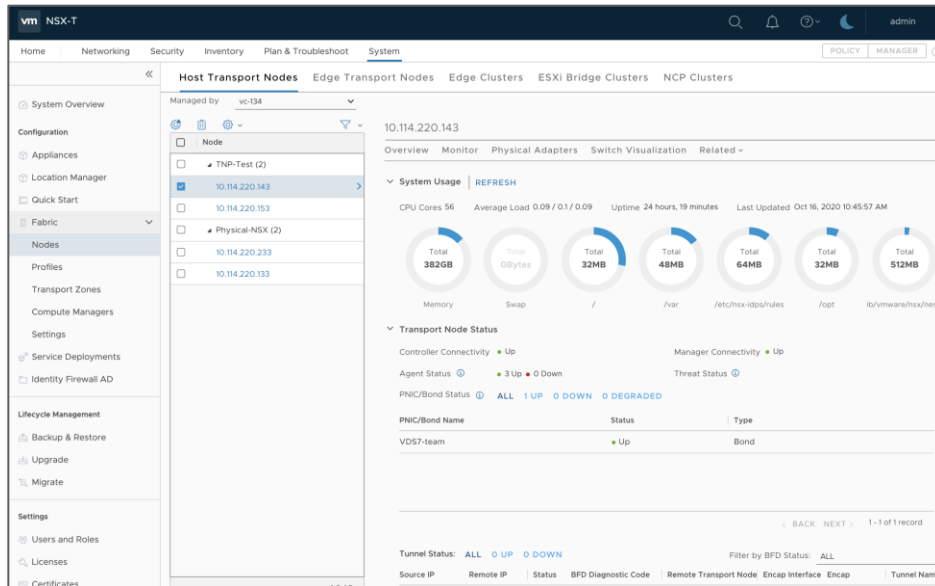 vm NSX-T
admin
Home Networking Security Inventory Plan & Troubleshoot System
POLICY MANAGER
Host Transport Nodes Edge Transport Nodes Edge Clusters ESXi Bridge Clusters NCP Clusters
System Overview
Configuration
Appliances
Location Manager
Quick Start
Fabric
Nodes
Profiles
Transport Zones
Compute Managers
Settings
Service Deployments
Identity Firewall AD
Lifecycle Management
Backup & Restore
Upgrade
Migrate
Settings
Users and Roles
Licenses
Certificates
Managed by vc-134
Node
TNP-Test (2)
10.114.220.143
10.114.220.153
Physical-NSX (2)
10.114.220.233
10.114.220.133
10.114.220.143
Overview Monitor Physical Adapters Switch Visualization Related
System Usage REFRESH
CPU Cores 56 Average Load 0.09 / 0.1 / 0.09 Uptime 24 hours, 19 minutes Last Updated Oct 16, 2020 10:45:57 AM
Total Total Total Total Total Total Total
382GB 0Bytes 32MB 48MB 64MB 32MB 512MB
Memory Swap / /var /etc/nsx-idps/rules /opt ib/vmware/nsx/nes
Transport Node Status
Controller Connectivity Up Manager Connectivity Up
Agent Status 3 Up 0 Down Threat Status
PNIC/Bond Status ALL 1 UP 0 DOWN 0 DEGRADED
PNIC/Bond Name Status Type
VDS7-team Up Bond
BACK NEXT 1 - 1 of 1 record
Tunnel Status: ALL 0 UP 0 DOWN Filter by BFD Status: ALL
Source IP Remote IP Status BFD Diagnostic Code Remote Transport Node Encap Interface Encap Tunnel Nam